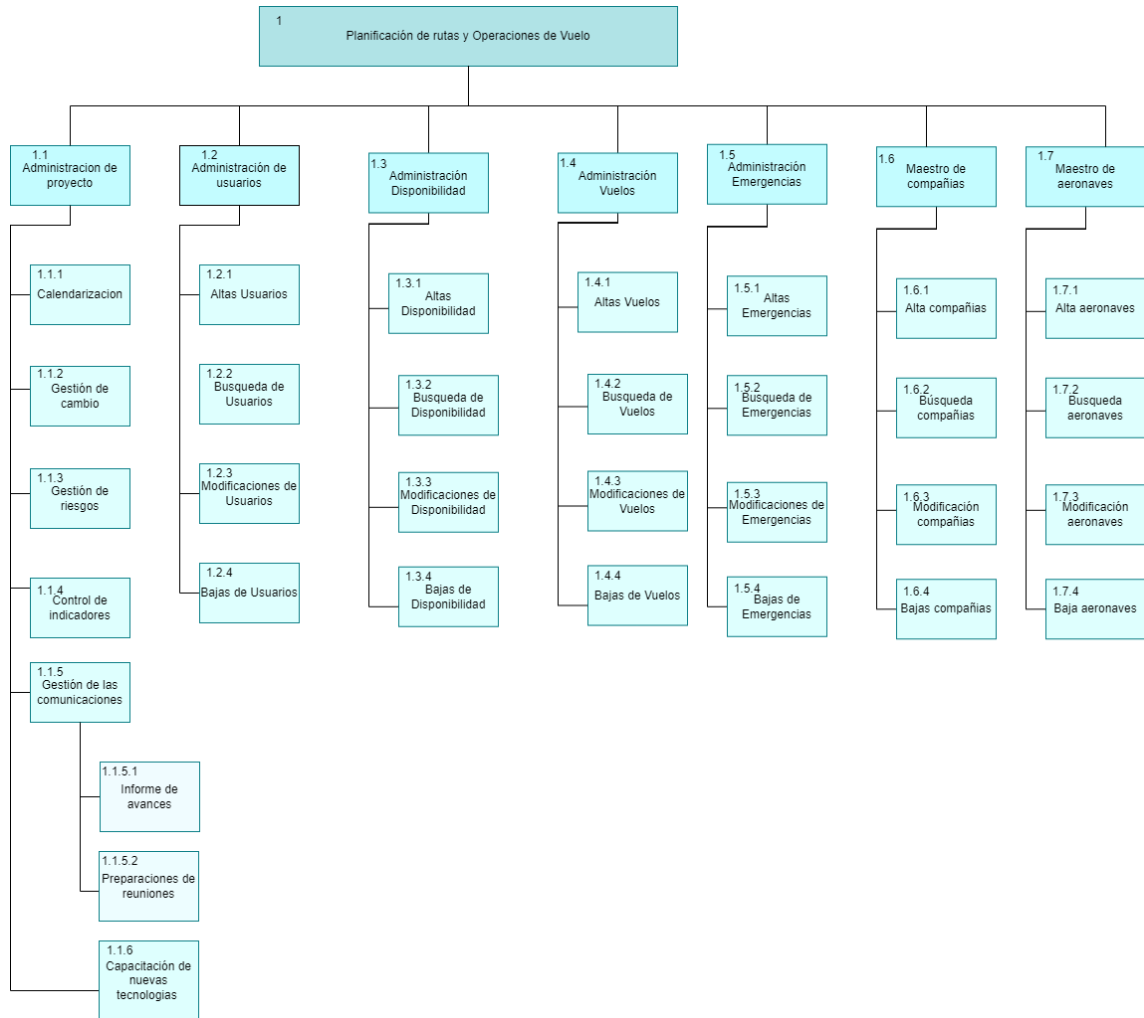 1
Planificación de rutas y Operaciones de Vuelo
1.1
Administracion de
proyecto
1.2
Administración de
usuarios
1.3
Administración
Disponibilidad
1.4
Administración
Vuelos
1.5
Administración
Emergencias
1.6
Maestro de
compañias
1.7
Maestro de
aeronaves
1.1.1
Calendarizacion
1.1.2
Gestión de
cambio
1.1.3
Gestión de
riesgos
1.1.4
Control de
indicadores
1.1.5
Gestión de las
comunicaciones
1.1.5.1
Informe de
avances
1.1.5.2
Preparaciones de
reuniones
1.1.6
Capacitación de
nuevas
tecnologias
1.2.1
Altas Usuarios
1.2.2
Busqueda de
Usuarios
1.2.3
Modificaciones de
Usuarios
1.2.4
Bajas de Usuarios
1.3.1
Altas
Disponibilidad
1.3.2
Busqueda de
Disponibilidad
1.3.3
Modificaciones de
Disponibilidad
1.3.4
Bajas de
Disponibilidad
1.4.1
Altas Vuelos
1.4.2
Busqueda de
Vuelos
1.4.3
Modificaciones de
Vuelos
1.4.4
Bajas de Vuelos
1.5.1
Altas
Emergencias
1.5.2
Busqueda de
Emergencias
1.5.3
Modificaciones de
Emergencias
1.5.4
Bajas de
Emergencias
1.6.1
Alta compañias
1.6.2
Búsqueda
compañias
1.6.3
Modificación
compañias
1.6.4
Bajas compañias
1.7.1
Alta aeronaves
1.7.2
Busqueda
aeronaves
1.7.3
Modificación
aeronaves
1.7.4
Baja aeronaves